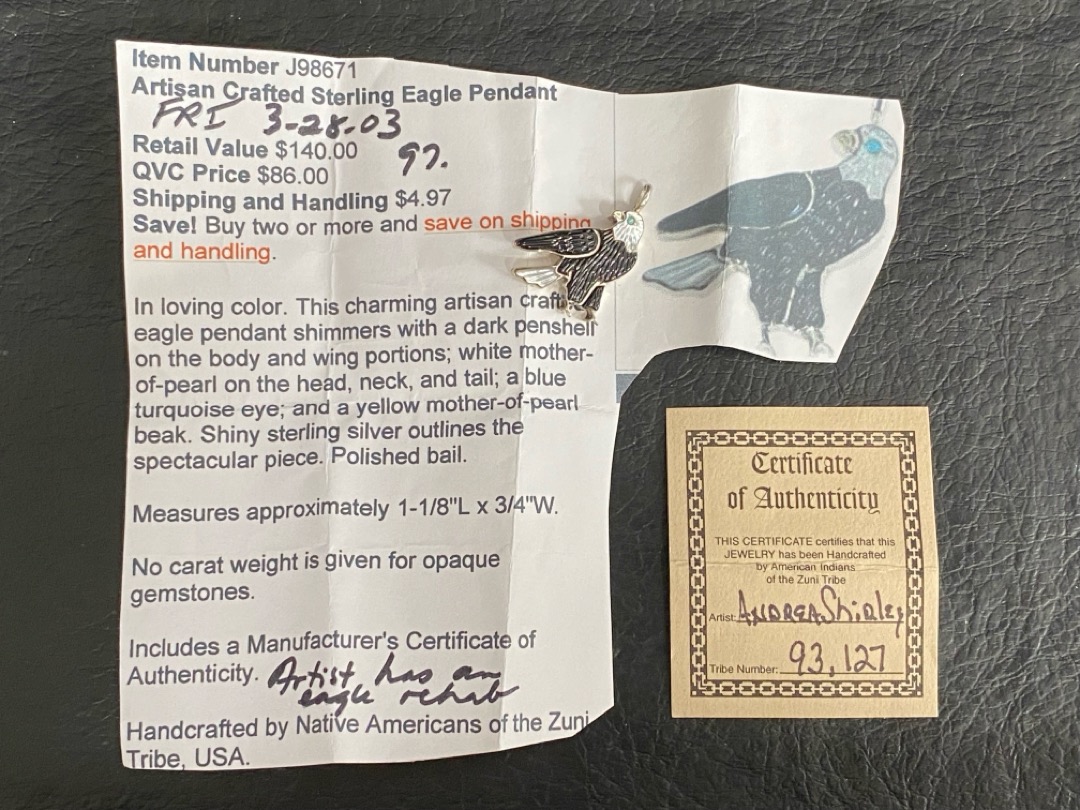 Item Number J98671
Artisan Crafted Sterling Eagle Pendant
FRI 3-28-03
Retail Value $140.00 97.
QVC Price $86.00
Shipping and Handling $4.97
Save! Buy two or more and save on shipping
and handling.
In loving color. This charming artisan craft
eagle pendant shimmers with a dark penshell
on the body and wing portions; white mother-
of-pearl on the head, neck, and tail; a blue
turquoise eye; and a yellow mother-of-pearl
beak. Shiny sterling silver outlines the
spectacular piece. Polished bail.
Measures approximately 1-1/8"L x 3/4"W.
No carat weight is given for opaque
gemstones.
Includes a Manufacturer's Certificate of
Authenticity. Artist has an
eagle rehab
Handcrafted by Native Americans of the Zuni
Tribe, USA.
Certificate
of Authenticity
THIS CERTIFICATE certifies that this
JEWELRY has been Handcrafted
by American Indians
of the Zuni Tribe
Artist: Andrea Shirley
Tribe Number: 93,127